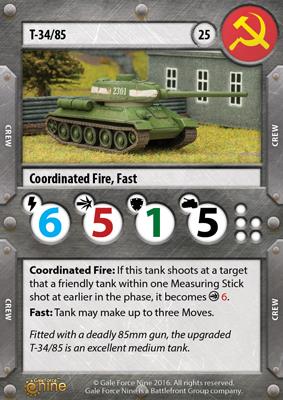 T-34/85
25
2301
Coordinated Fire, Fast
CREW
CREW
6 5 1 5
Coordinated Fire: If this tank shoots at a target
that a friendly tank within one Measuring Stick
shot at earlier in the phase, it becomes 6.
Fast: Tank may make up to three Moves.
Fitted with a deadly 85mm gun, the upgraded
T-34/85 is an excellent medium tank.
CREW
CREW
Gale Force
nine
© Gale Force Nine 2016. All rights reserved.
Gale Force Nine is a Battlefront Group company.